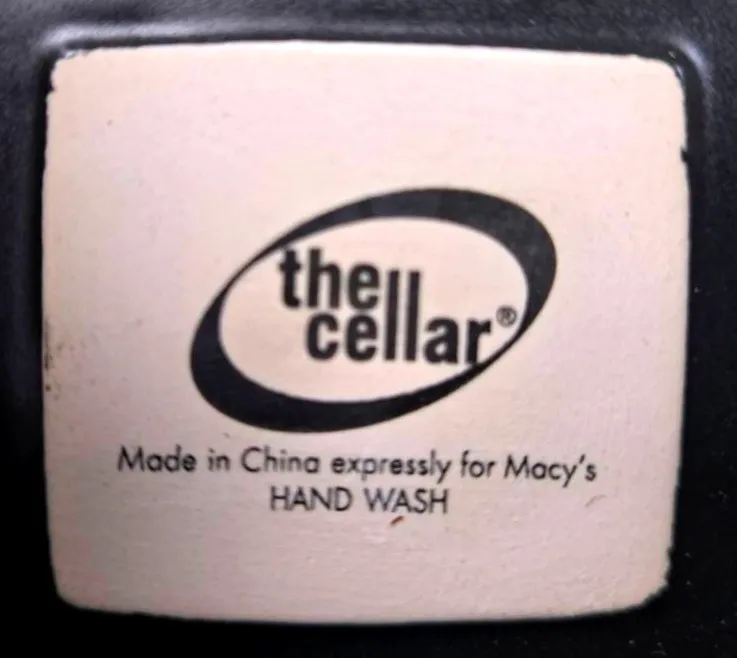 the
cellar®
Made in China expressly for Macy's
HAND WASH